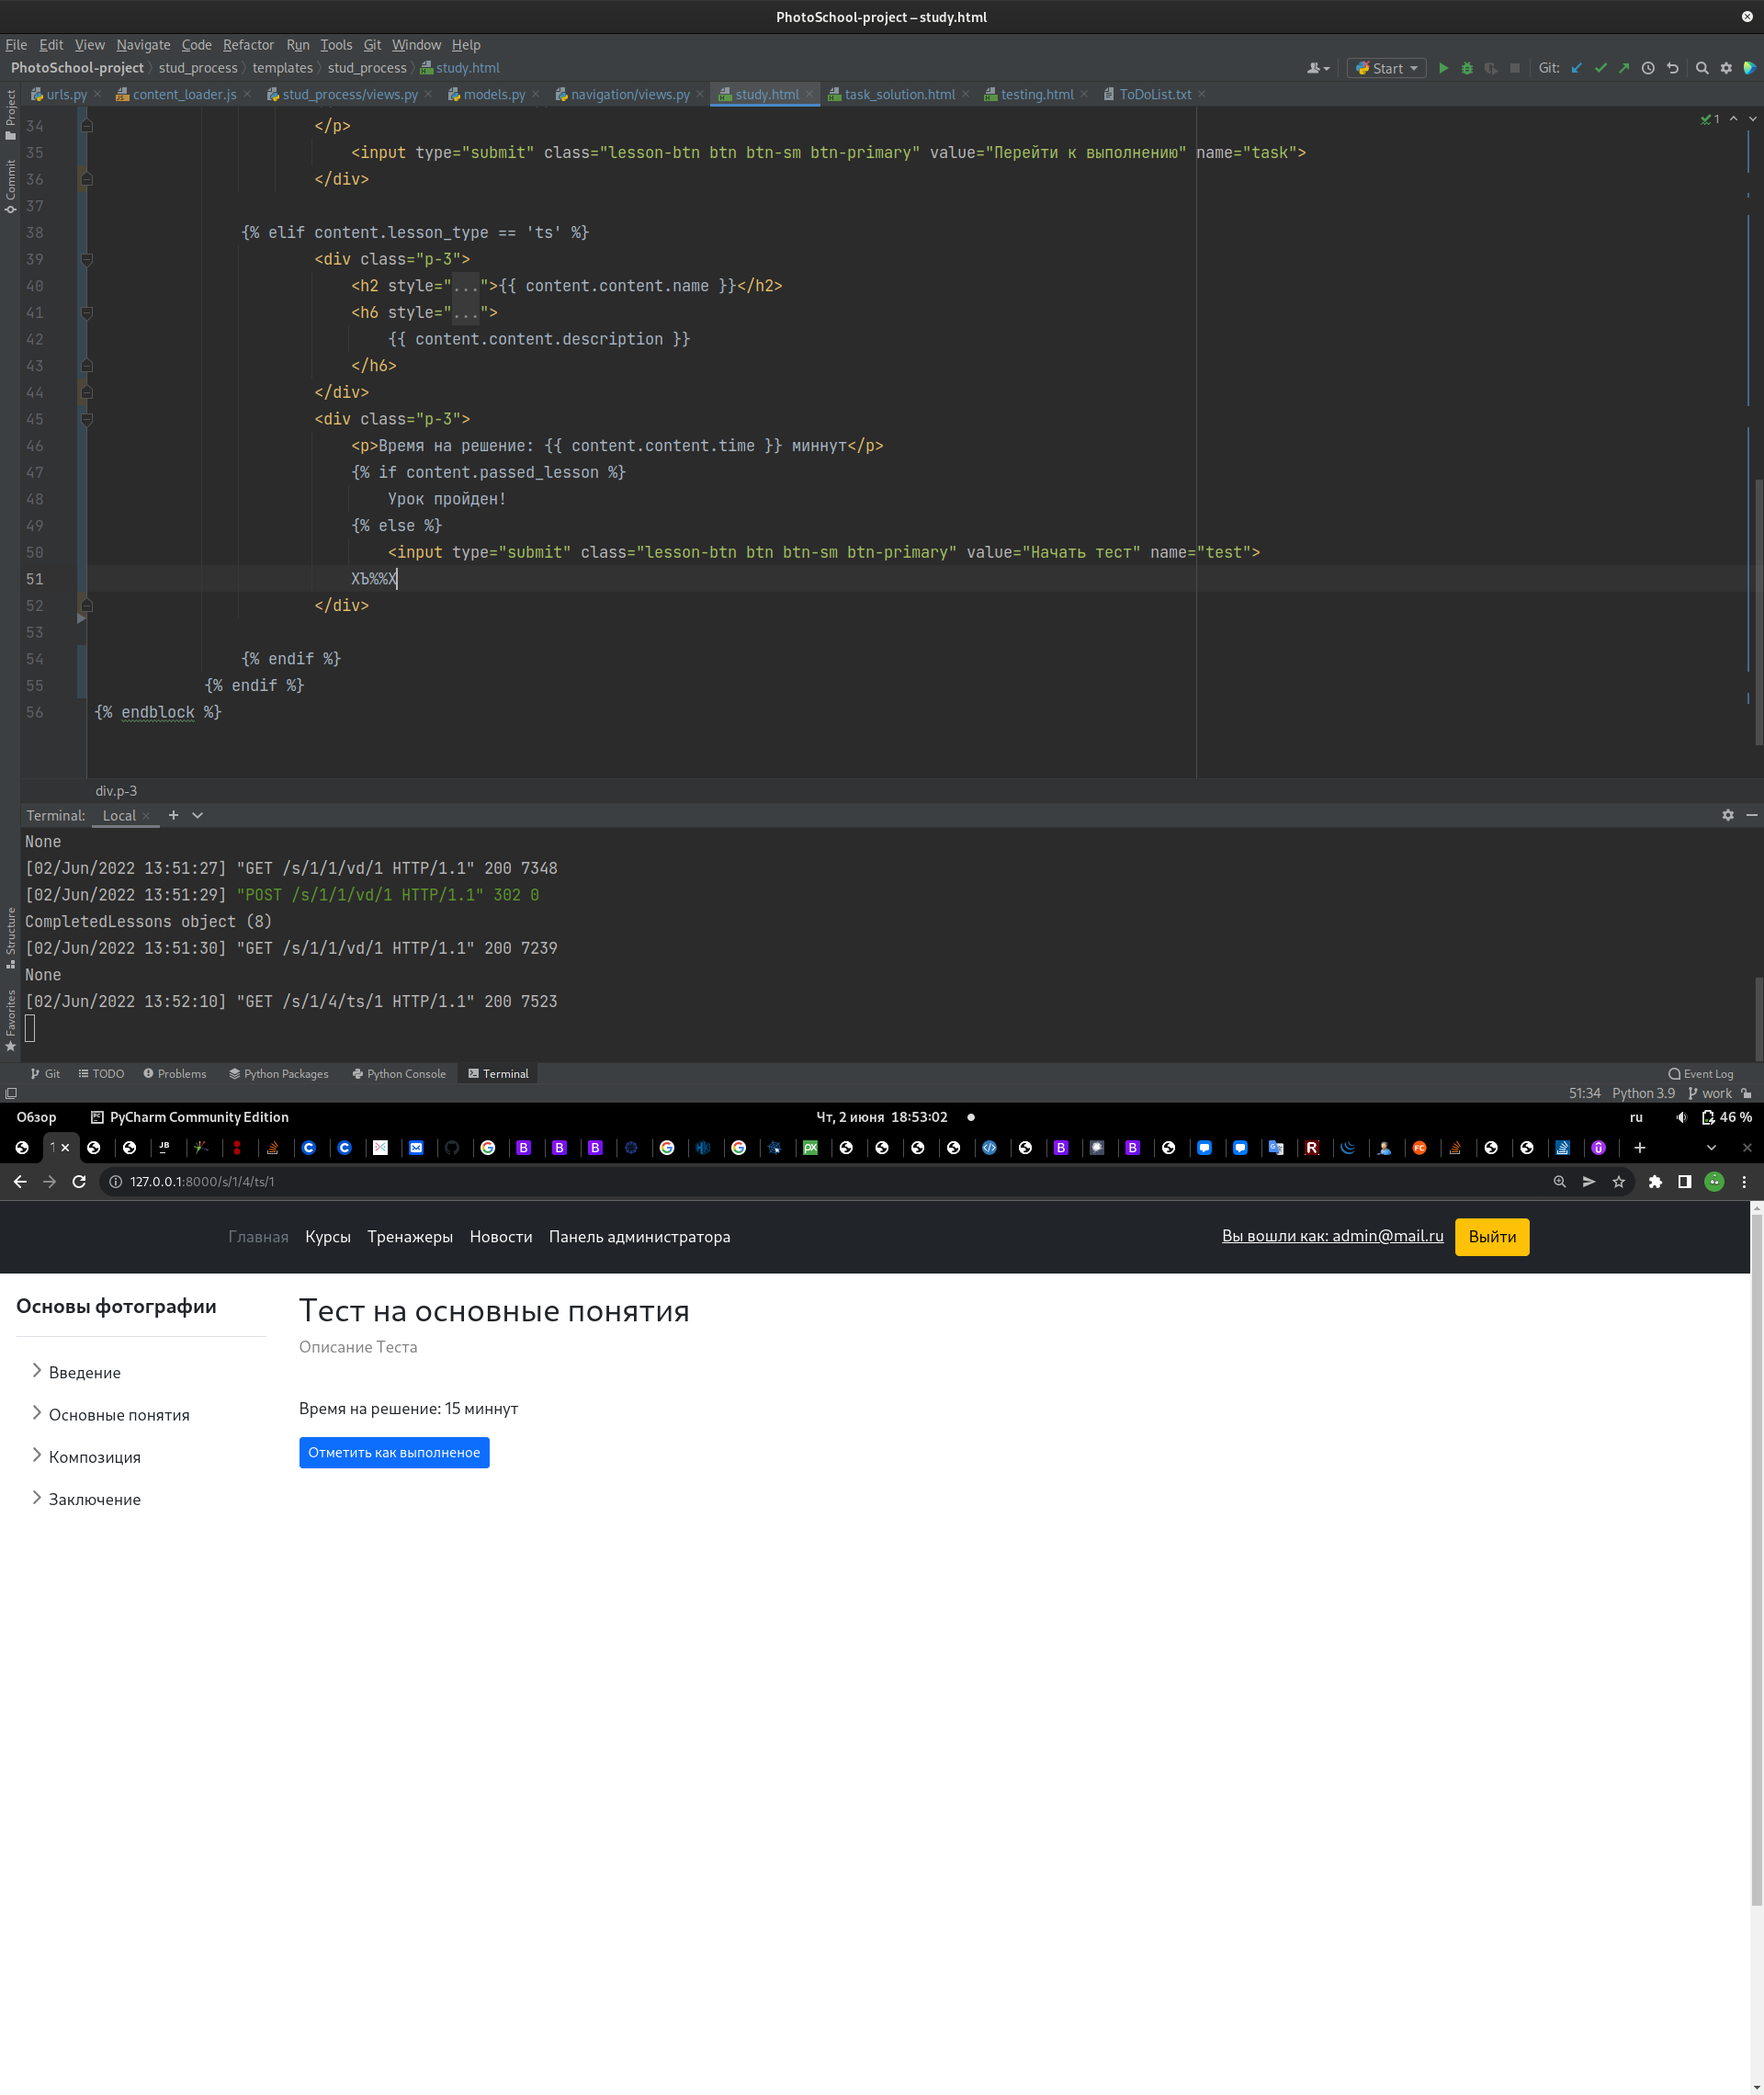 PhotoSchool-project – study.html
File Edit View Navigate Code Refactor Run Tools Git Window Help
PhotoSchool-project stud_process templates stud_process study.html Start Git:
urls.py content_loader.js stud_process/views.py models.py navigation/views.py study.html task_solution.html testing.html ToDoList.txt
Project
Commit
Structure
Favorites
1
34 </p>
35 <input type="submit" class="lesson-btn btn btn-sm btn-primary" value="Перейти к выполнению" name="task">
36 </div>
37
38 {% elif content.lesson_type == 'ts' %}
39 <div class="p-3">
40 <h2 style="...">{{ content.content.name }}</h2>
41 <h6 style="...">
42 {{ content.content.description }}
43 </h6>
44 </div>
45 <div class="p-3">
46 <p>Время на решение: {{ content.content.time }} миннут</p>
47 {% if content.passed_lesson %}
48 Урок пройден!
49 {% else %}
50 <input type="submit" class="lesson-btn btn btn-sm btn-primary" value="Начать тест" name="test">
51 ХЪ%%Х
52 </div>
53
54 {% endif %}
55 {% endif %}
56 {% endblock %}
div.p-3
Terminal: Local
None
[02/Jun/2022 13:51:27] "GET /s/1/1/vd/1 HTTP/1.1" 200 7348
[02/Jun/2022 13:51:29] "POST /s/1/1/vd/1 HTTP/1.1" 302 0
CompletedLessons object (8)
[02/Jun/2022 13:51:30] "GET /s/1/1/vd/1 HTTP/1.1" 200 7239
None
[02/Jun/2022 13:52:10] "GET /s/1/4/ts/1 HTTP/1.1" 200 7523
Git TODO Problems Python Packages Python Console Terminal Event Log
51:34 Python 3.9 work
Обзор PyCharm Community Edition Чт, 2 июня 18:53:02 ru 46 %
127.0.0.1:8000/s/1/4/ts/1
Главная Курсы Тренажеры Новости Панель администратора Вы вошли как: admin@mail.ru Выйти
Основы фотографии
Введение
Основные понятия
Композиция
Заключение
Тест на основные понятия
Описание Теста
Время на решение: 15 миннут
Отметить как выполненое